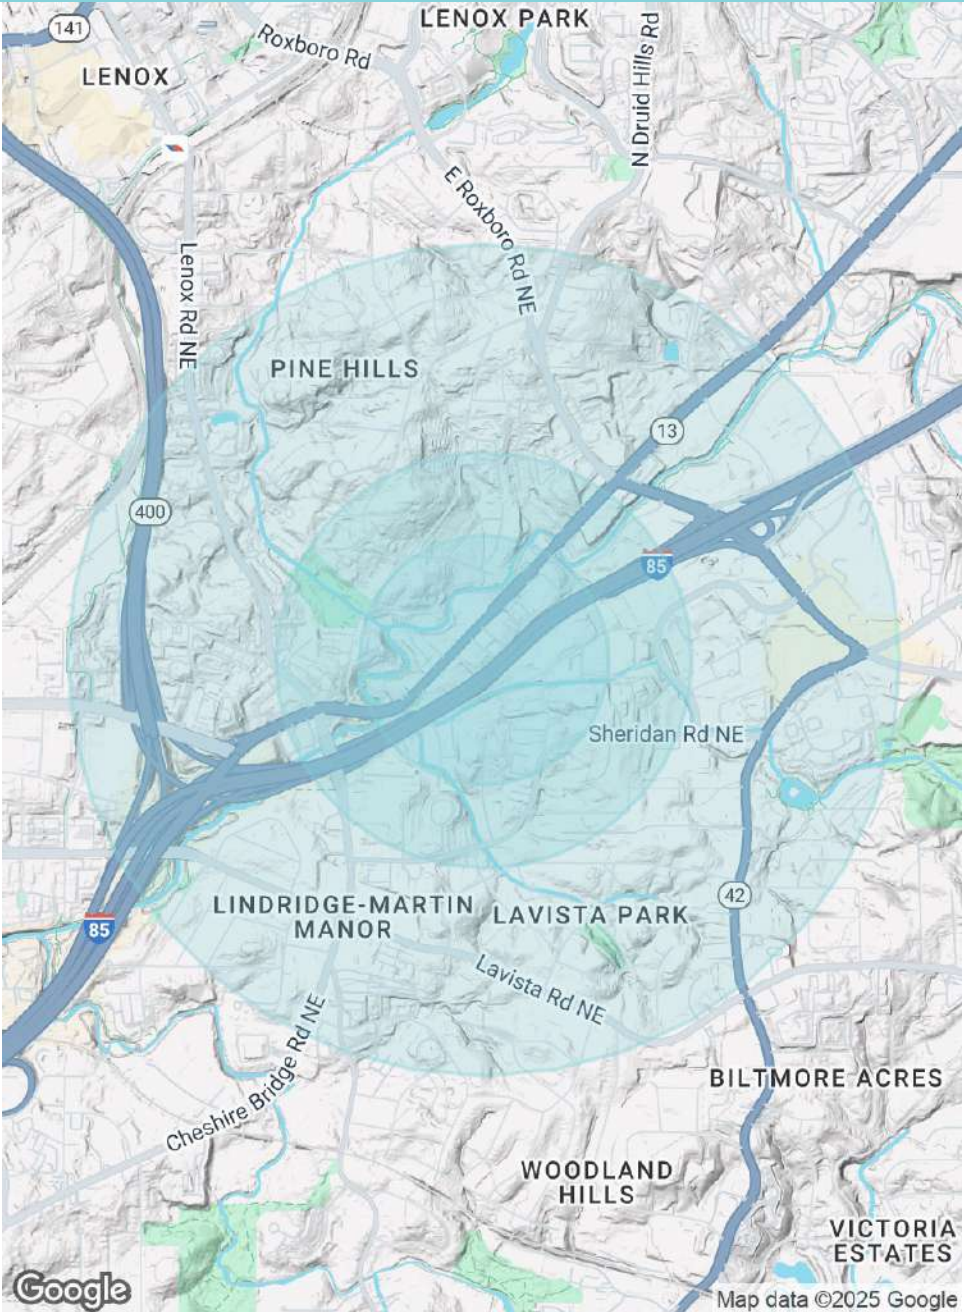 LENOX PARK
141
Roxboro Rd
N Druid Hills Rd
LENOX
E Roxboro Rd NE
Lenox Rd NE
PINE HILLS
13
400
85
Sheridan Rd NE
42
LINDRIDGE-MARTIN
MANOR
LAVISTA PARK
85
Lavista Rd NE
Cheshire Bridge Rd NE
BILTMORE ACRES
WOODLAND
HILLS
VICTORIA
ESTATES
Google
Map data ©2025 Google